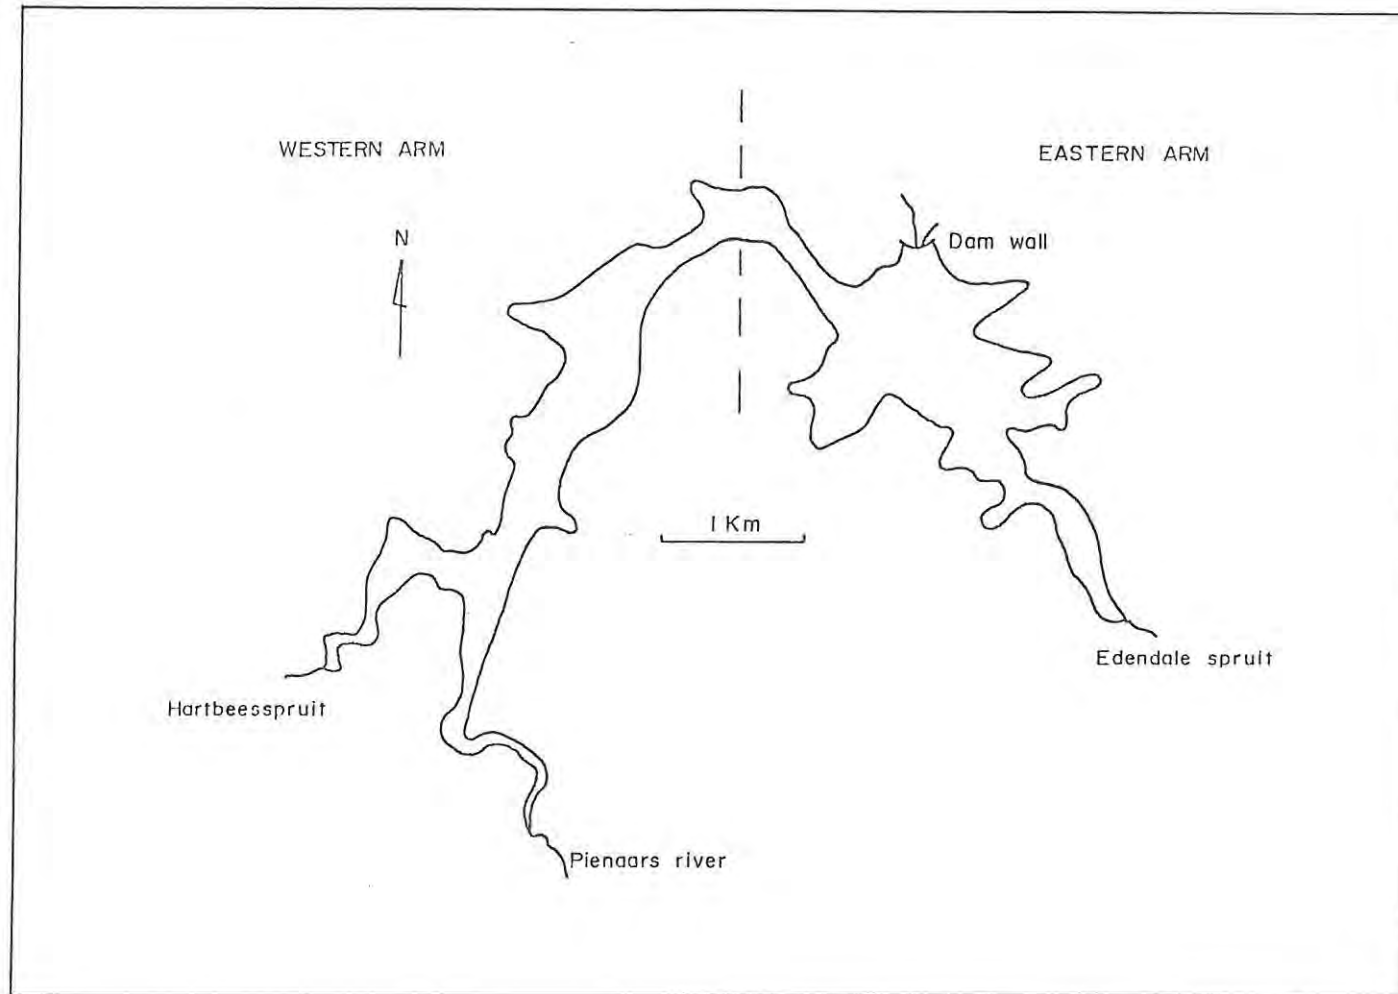 WESTERN ARM
EASTERN ARM
N
Dam wall
1 Km
Edendale spruit
Hartbeesspruit
Pienaars river